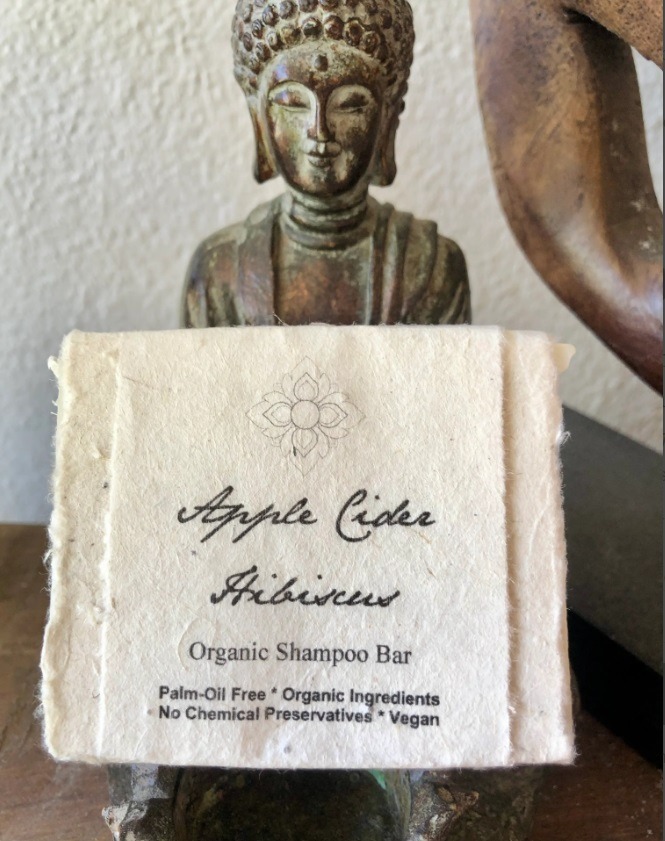 Apple Cider
Hibiscus
Organic Shampoo Bar
Palm-Oil Free * Organic Ingredients
No Chemical Preservatives * Vegan